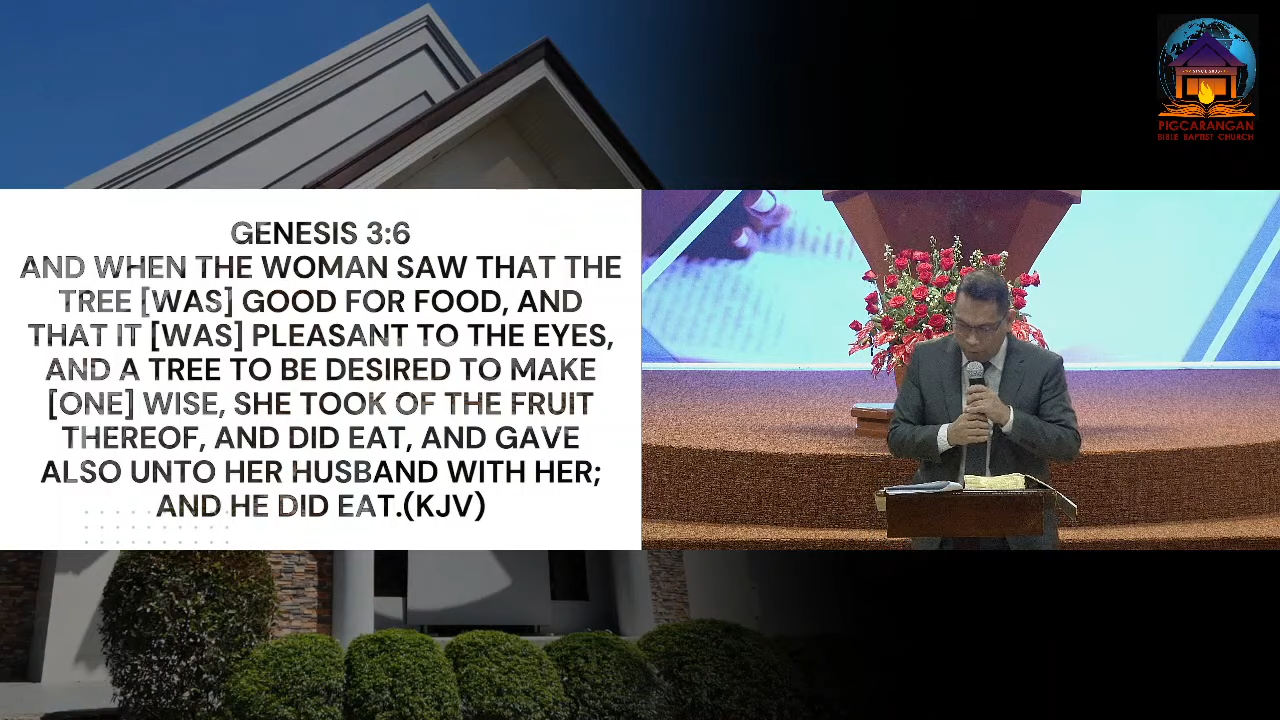 PIGCARANGAN
BIBLE BAPTIST CHURCH
GENESIS 3:6
AND WHEN THE WOMAN SAW THAT THE
TREE [WAS] GOOD FOR FOOD, AND
THAT IT [WAS] PLEASANT TO THE EYES,
AND A TREE TO BE DESIRED TO MAKE
[ONE] WISE, SHE TOOK OF THE FRUIT
THEREOF, AND DID EAT, AND GAVE
ALSO UNTO HER HUSBAND WITH HER;
AND HE DID EAT.(KJV)